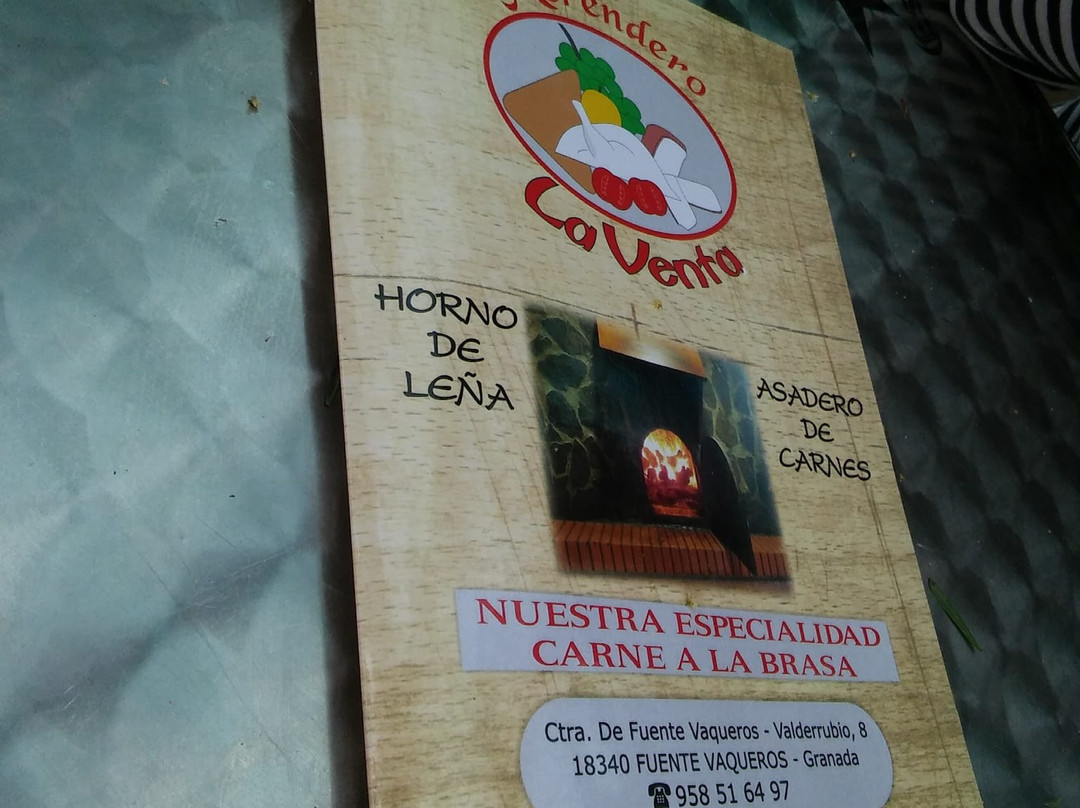 La Venta
HORNO
DE
LEÑA
ASADERO
DE
CARNES
NUESTRA ESPECIALIDAD
CARNE A LA BRASA
Ctra. De Fuente Vaqueros - Valderrubio, 8
18340 FUENTE VAQUEROS - Granada
958 51 64 97